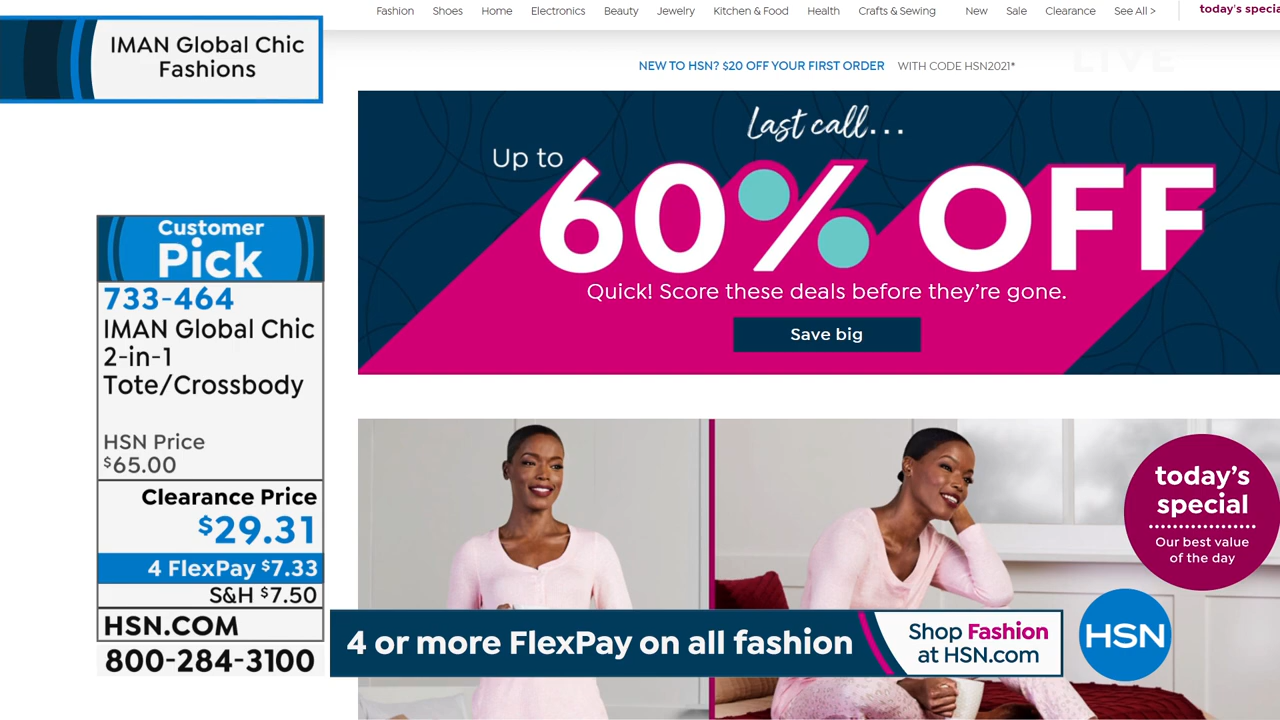 Fashion Shoes Home Electronics Beauty Jewelry Kitchen & Food Health Crafts & Sewing New Sale Clearance See All >
today's
IMAN Global Chic
Fashions
NEW TO HSN? $20 OFF YOUR FIRST ORDER WITH CODE HSN2021*
LIVE
Last call...
Up to
60% OFF
Quick! Score these deals before they're gone.
Save big
Customer
Pick
733-464
IMAN Global Chic
2-in-1
Tote/Crossbody
HSN Price
$65.00
Clearance Price
$29.31
4 FlexPay $7.33
S&H $7.50
HSN.COM
800-284-3100
today's
special
Our best value
of the day
4 or more FlexPay on all fashion
Shop Fashion
at HSN.com
HSN